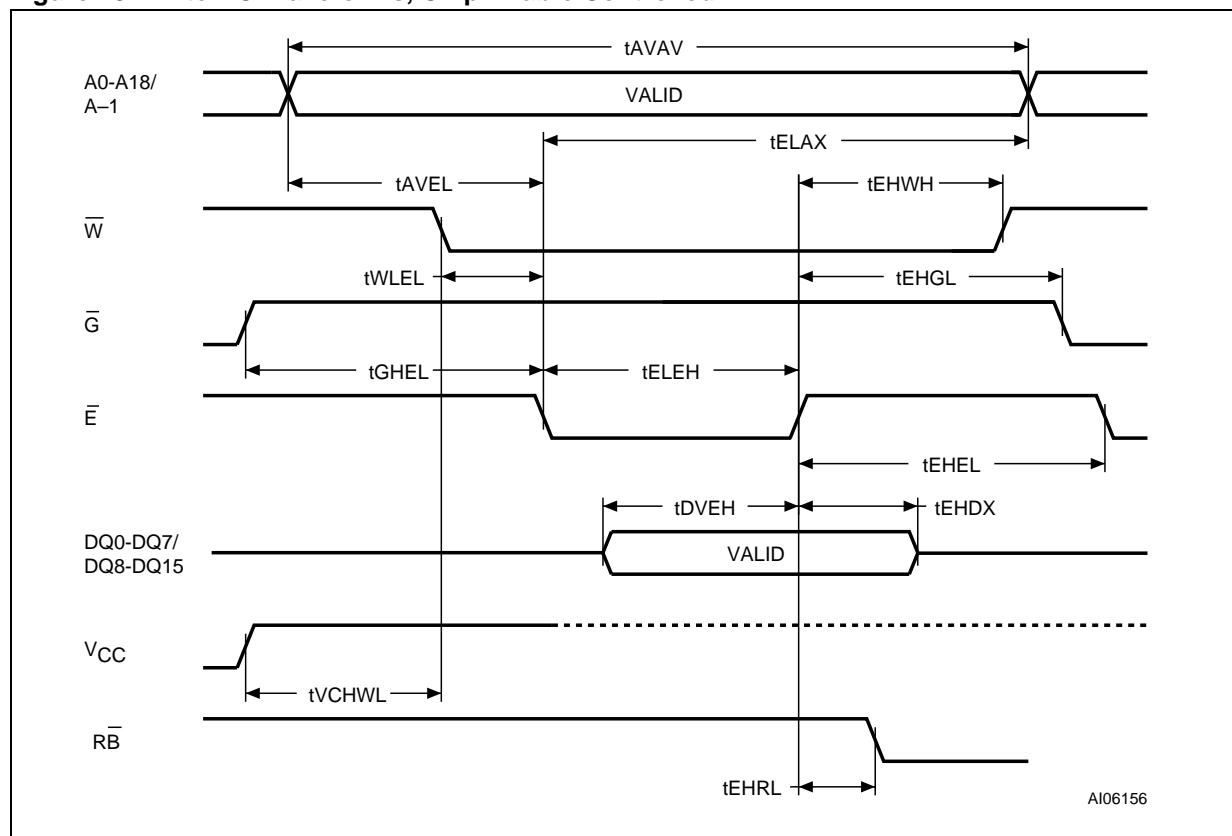 tAVAV
A0-A18/
A–1
VALID
tELAX
tAVEL
tEHWH
W̅
tWLEL
tEHGL
G̅
tGHEL
tELEH
E̅
tEHEL
tDVEH
tEHDX
DQ0-DQ7/
DQ8-DQ15
VALID
VCC
tVCHWL
RB̅
tEHRL
AI06156